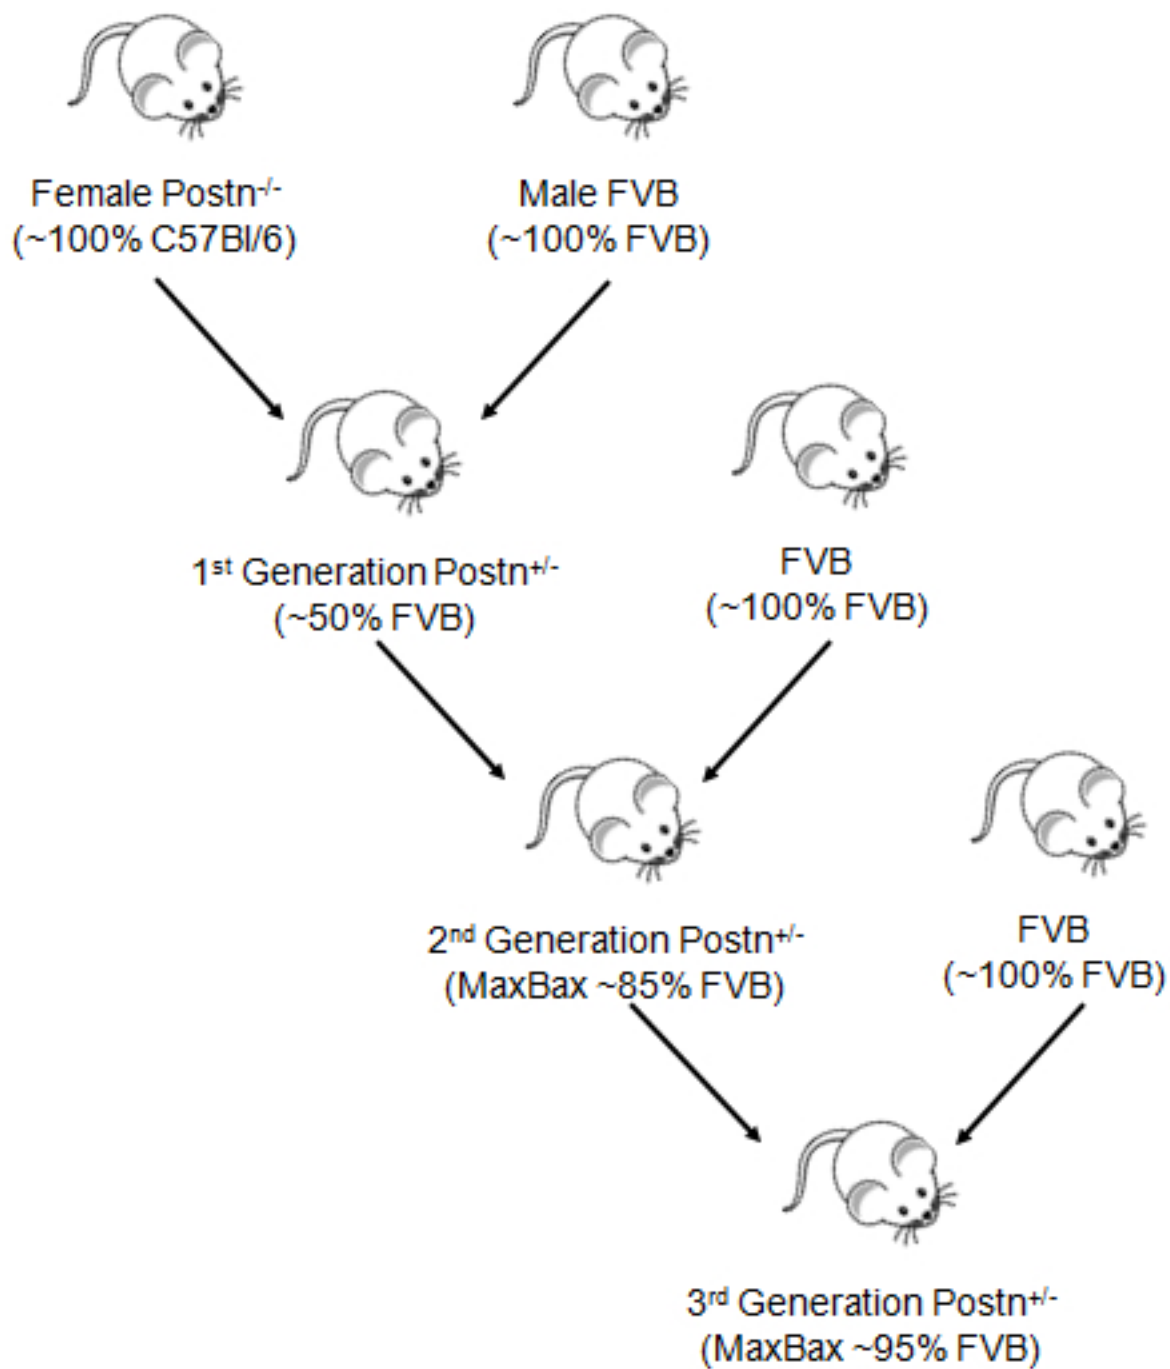 Female Postn-/-
(~100% C57Bl/6)
Male FVB
(~100% FVB)
1st Generation Postn+/-
(~50% FVB)
FVB
(~100% FVB)
2nd Generation Postn+/-
(MaxBax ~85% FVB)
FVB
(~100% FVB)
3rd Generation Postn+/-
(MaxBax ~95% FVB)